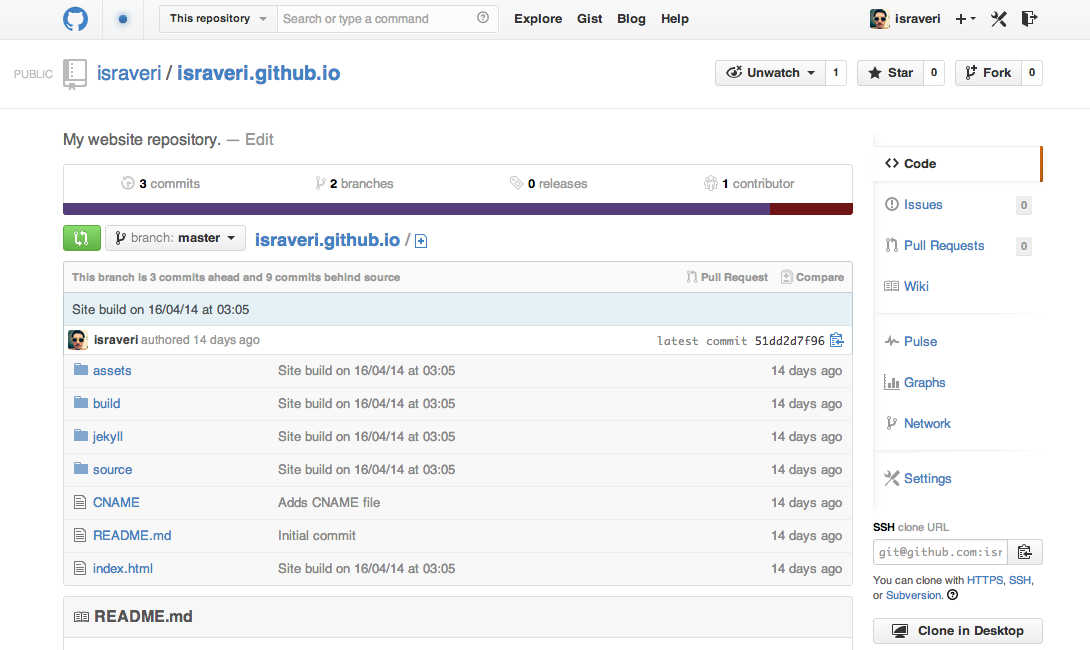 This repository Search or type a command Explore Gist Blog Help israveri
PUBLIC israveri / israveri.github.io Unwatch 1 Star 0 Fork 0
My website repository. — Edit
3 commits 2 branches 0 releases 1 contributor
branch: master israveri.github.io /
This branch is 3 commits ahead and 9 commits behind source Pull Request Compare
Site build on 16/04/14 at 03:05
israveri authored 14 days ago latest commit 51dd2d7f96
assets Site build on 16/04/14 at 03:05 14 days ago
build Site build on 16/04/14 at 03:05 14 days ago
jekyll Site build on 16/04/14 at 03:05 14 days ago
source Site build on 16/04/14 at 03:05 14 days ago
CNAME Adds CNAME file 14 days ago
README.md Initial commit 14 days ago
index.html Site build on 16/04/14 at 03:05 14 days ago
README.md
Code
Issues 0
Pull Requests 0
Wiki
Pulse
Graphs
Network
Settings
SSH clone URL
git@github.com:isr
You can clone with HTTPS, SSH,
or Subversion.
Clone in Desktop